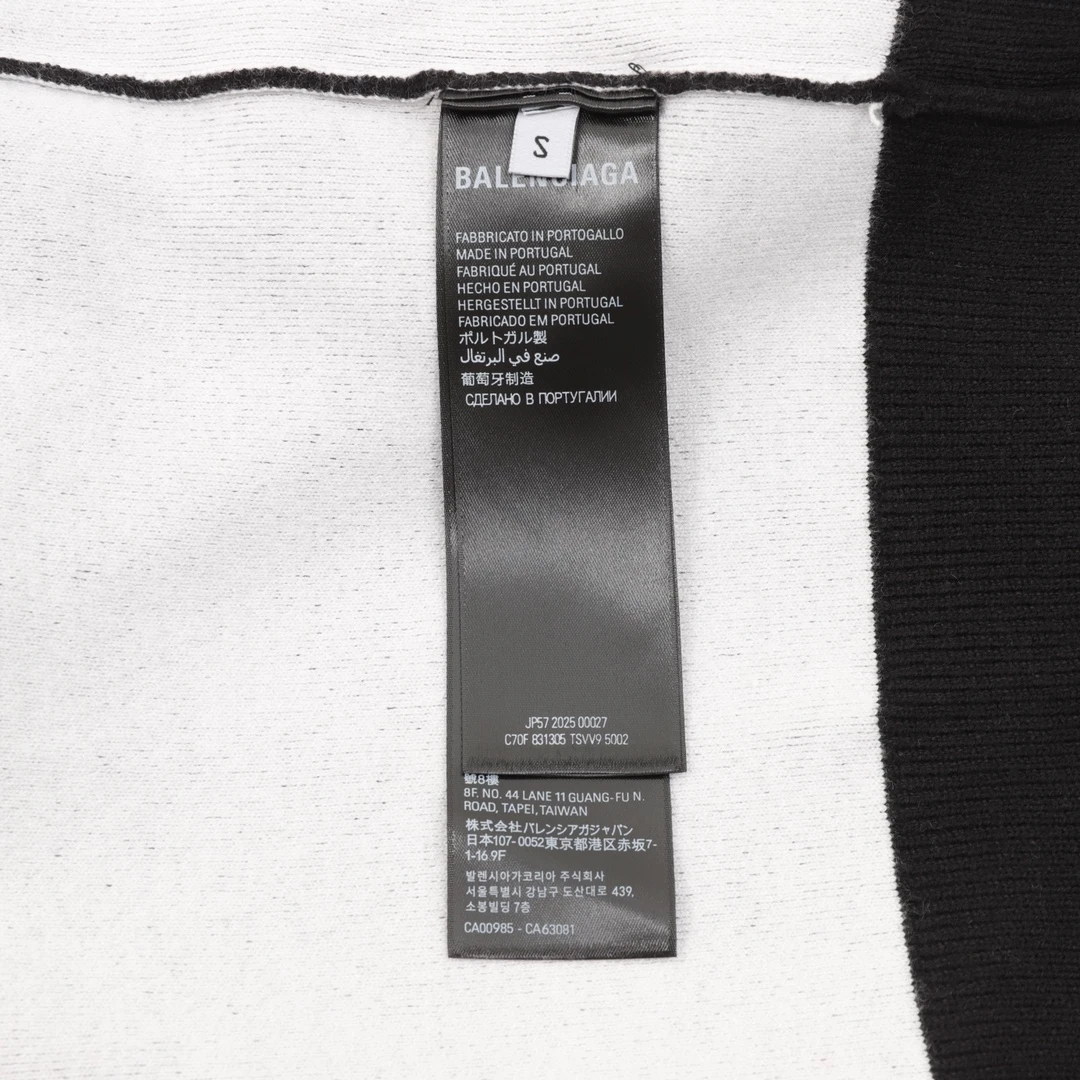 S
BALENCIAGA
FABBRICATO IN PORTOGALLO
MADE IN PORTUGAL
FABRIQUÉ AU PORTUGAL
HECHO EN PORTUGAL
HERGESTELLT IN PORTUGAL
FABRICADO EM PORTUGAL
ポルトガル製
صنع في البرتغال
葡萄牙制造
СДЕЛАНО В ПОРТУГАЛИИ
JP57 2025 00027
C70F 831305 TSVV9 5002
號8樓
8F. NO. 44 LANE 11 GUANG-FU N.
ROAD, TAPEI, TAIWAN
株式会社バレンシアガジャパン
日本107-0052東京都港区赤坂7-
1-16 9F
발렌시아가코리아 주식회사
서울특별시 강남구 도산대로 439,
소봉빌딩 7층
CA00985 - CA63081